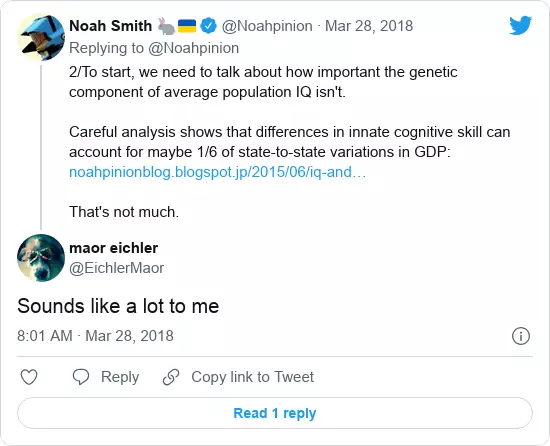 Noah Smith 🐇🇺🇦 @Noahpinion · Mar 28, 2018
Replying to @Noahpinion
2/To start, we need to talk about how important the genetic
component of average population IQ isn't.
Careful analysis shows that differences in innate cognitive skill can
account for maybe 1/6 of state-to-state variations in GDP:
noahpinionblog.blogspot.jp/2015/06/iq-and…
That's not much.
maor eichler
@EichlerMaor
Sounds like a lot to me
8:01 AM · Mar 28, 2018
Reply Copy link to Tweet
Read 1 reply